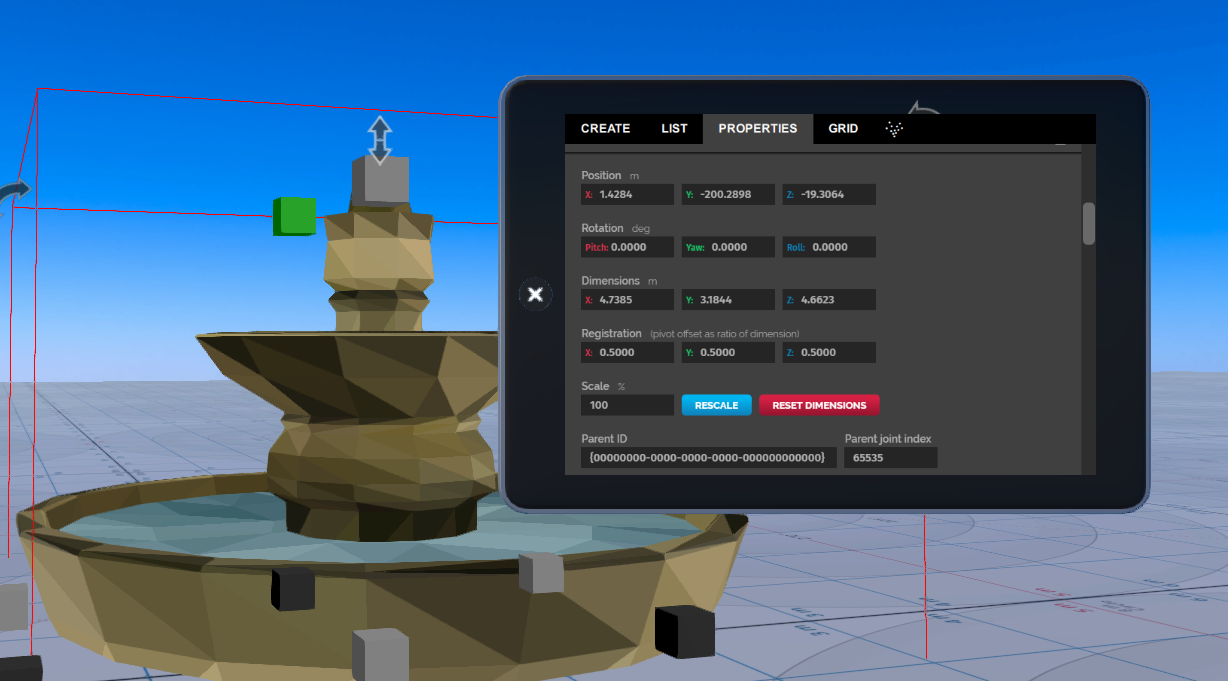 CREATE LIST PROPERTIES GRID
Position m
X: 1.4284 Y: -200.2898 Z: -19.3064
Rotation deg
Pitch: 0.0000 Yaw: 0.0000 Roll: 0.0000
Dimensions m
X: 4.7385 Y: 3.1844 Z: 4.6623
Registration (pivot offset as ratio of dimension)
X: 0.5000 Y: 0.5000 Z: 0.5000
Scale %
100 RESCALE RESET DIMENSIONS
Parent ID Parent joint index
{00000000-0000-0000-0000-000000000000} 65535